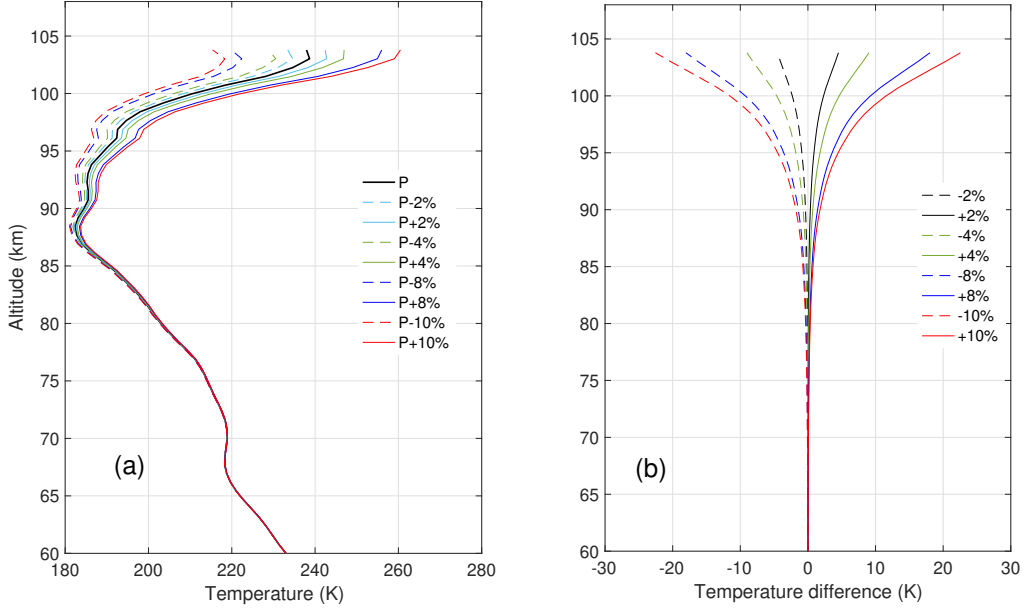 105
100
95
90
85
80
75
70
65
60
Altitude (km)
180
200
220
240
260
280
Temperature (K)
(a)
P
P-2%
P+2%
P-4%
P+4%
P-8%
P+8%
P-10%
P+10%
105
100
95
90
85
80
75
70
65
60
-30
-20
-10
0
10
20
30
Temperature difference (K)
(b)
-2%
+2%
-4%
+4%
-8%
+8%
-10%
+10%